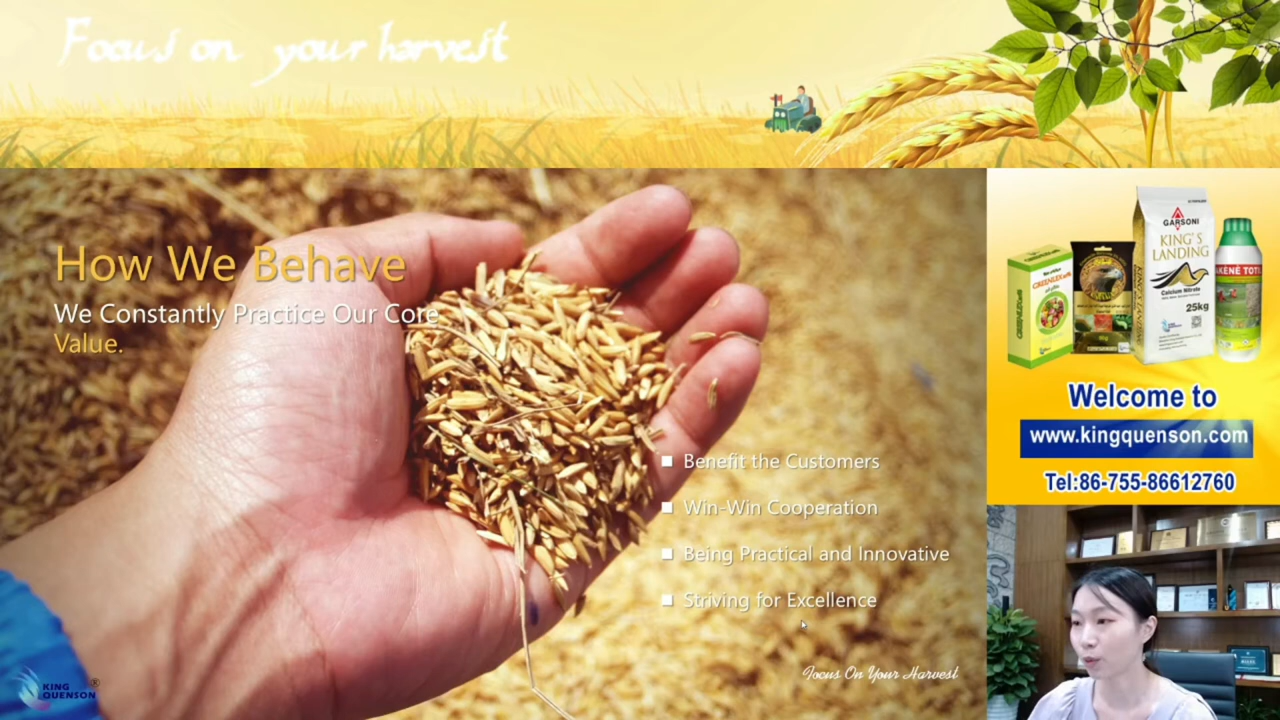 Focus on your harvest
How We Behave
We Constantly Practice Our Core
Value.
Benefit the Customers
Win-Win Cooperation
Being Practical and Innovative
Striving for Excellence
Focus On Your Harvest
KING
QUENSON®
GARSONI
KING'S
LANDING
Calcium Nitrate
25kg
GREENLEX
Welcome to
www.kingquenson.com
Tel:86-755-86612760